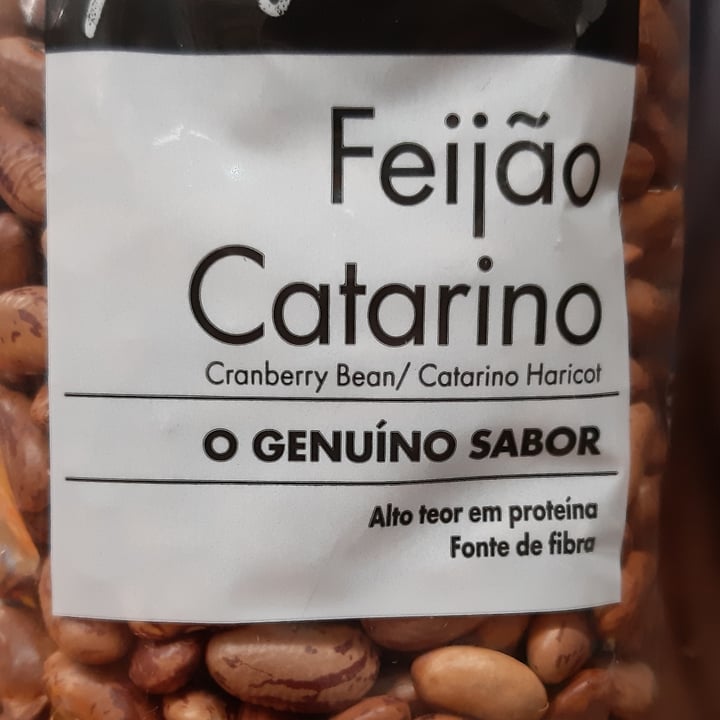 Feijão
Catarino
Cranberry Bean/ Catarino Haricot
O GENUÍNO SABOR
Alto teor em proteína
Fonte de fibra